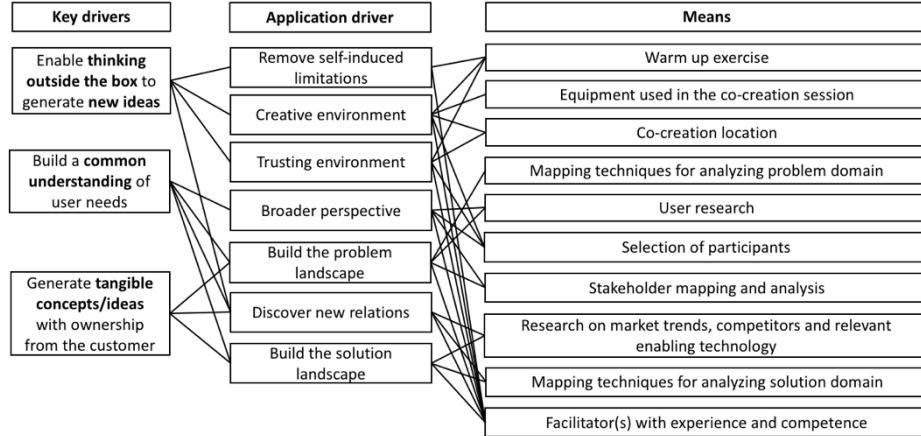 Key drivers
Enable thinking
outside the box to
generate new ideas
Build a common
understanding of
user needs
Generate tangible
concepts/ideas
with ownership
from the customer
Application driver
Remove self-induced
limitations
Creative environment
Trusting environment
Broader perspective
Build the problem
landscape
Discover new relations
Build the solution
landscape
Means
Warm up exercise
Equipment used in the co-creation session
Co-creation location
Mapping techniques for analyzing problem domain
User research
Selection of participants
Stakeholder mapping and analysis
Research on market trends, competitors and relevant
enabling technology
Mapping techniques for analyzing solution domain
Facilitator(s) with experience and competence